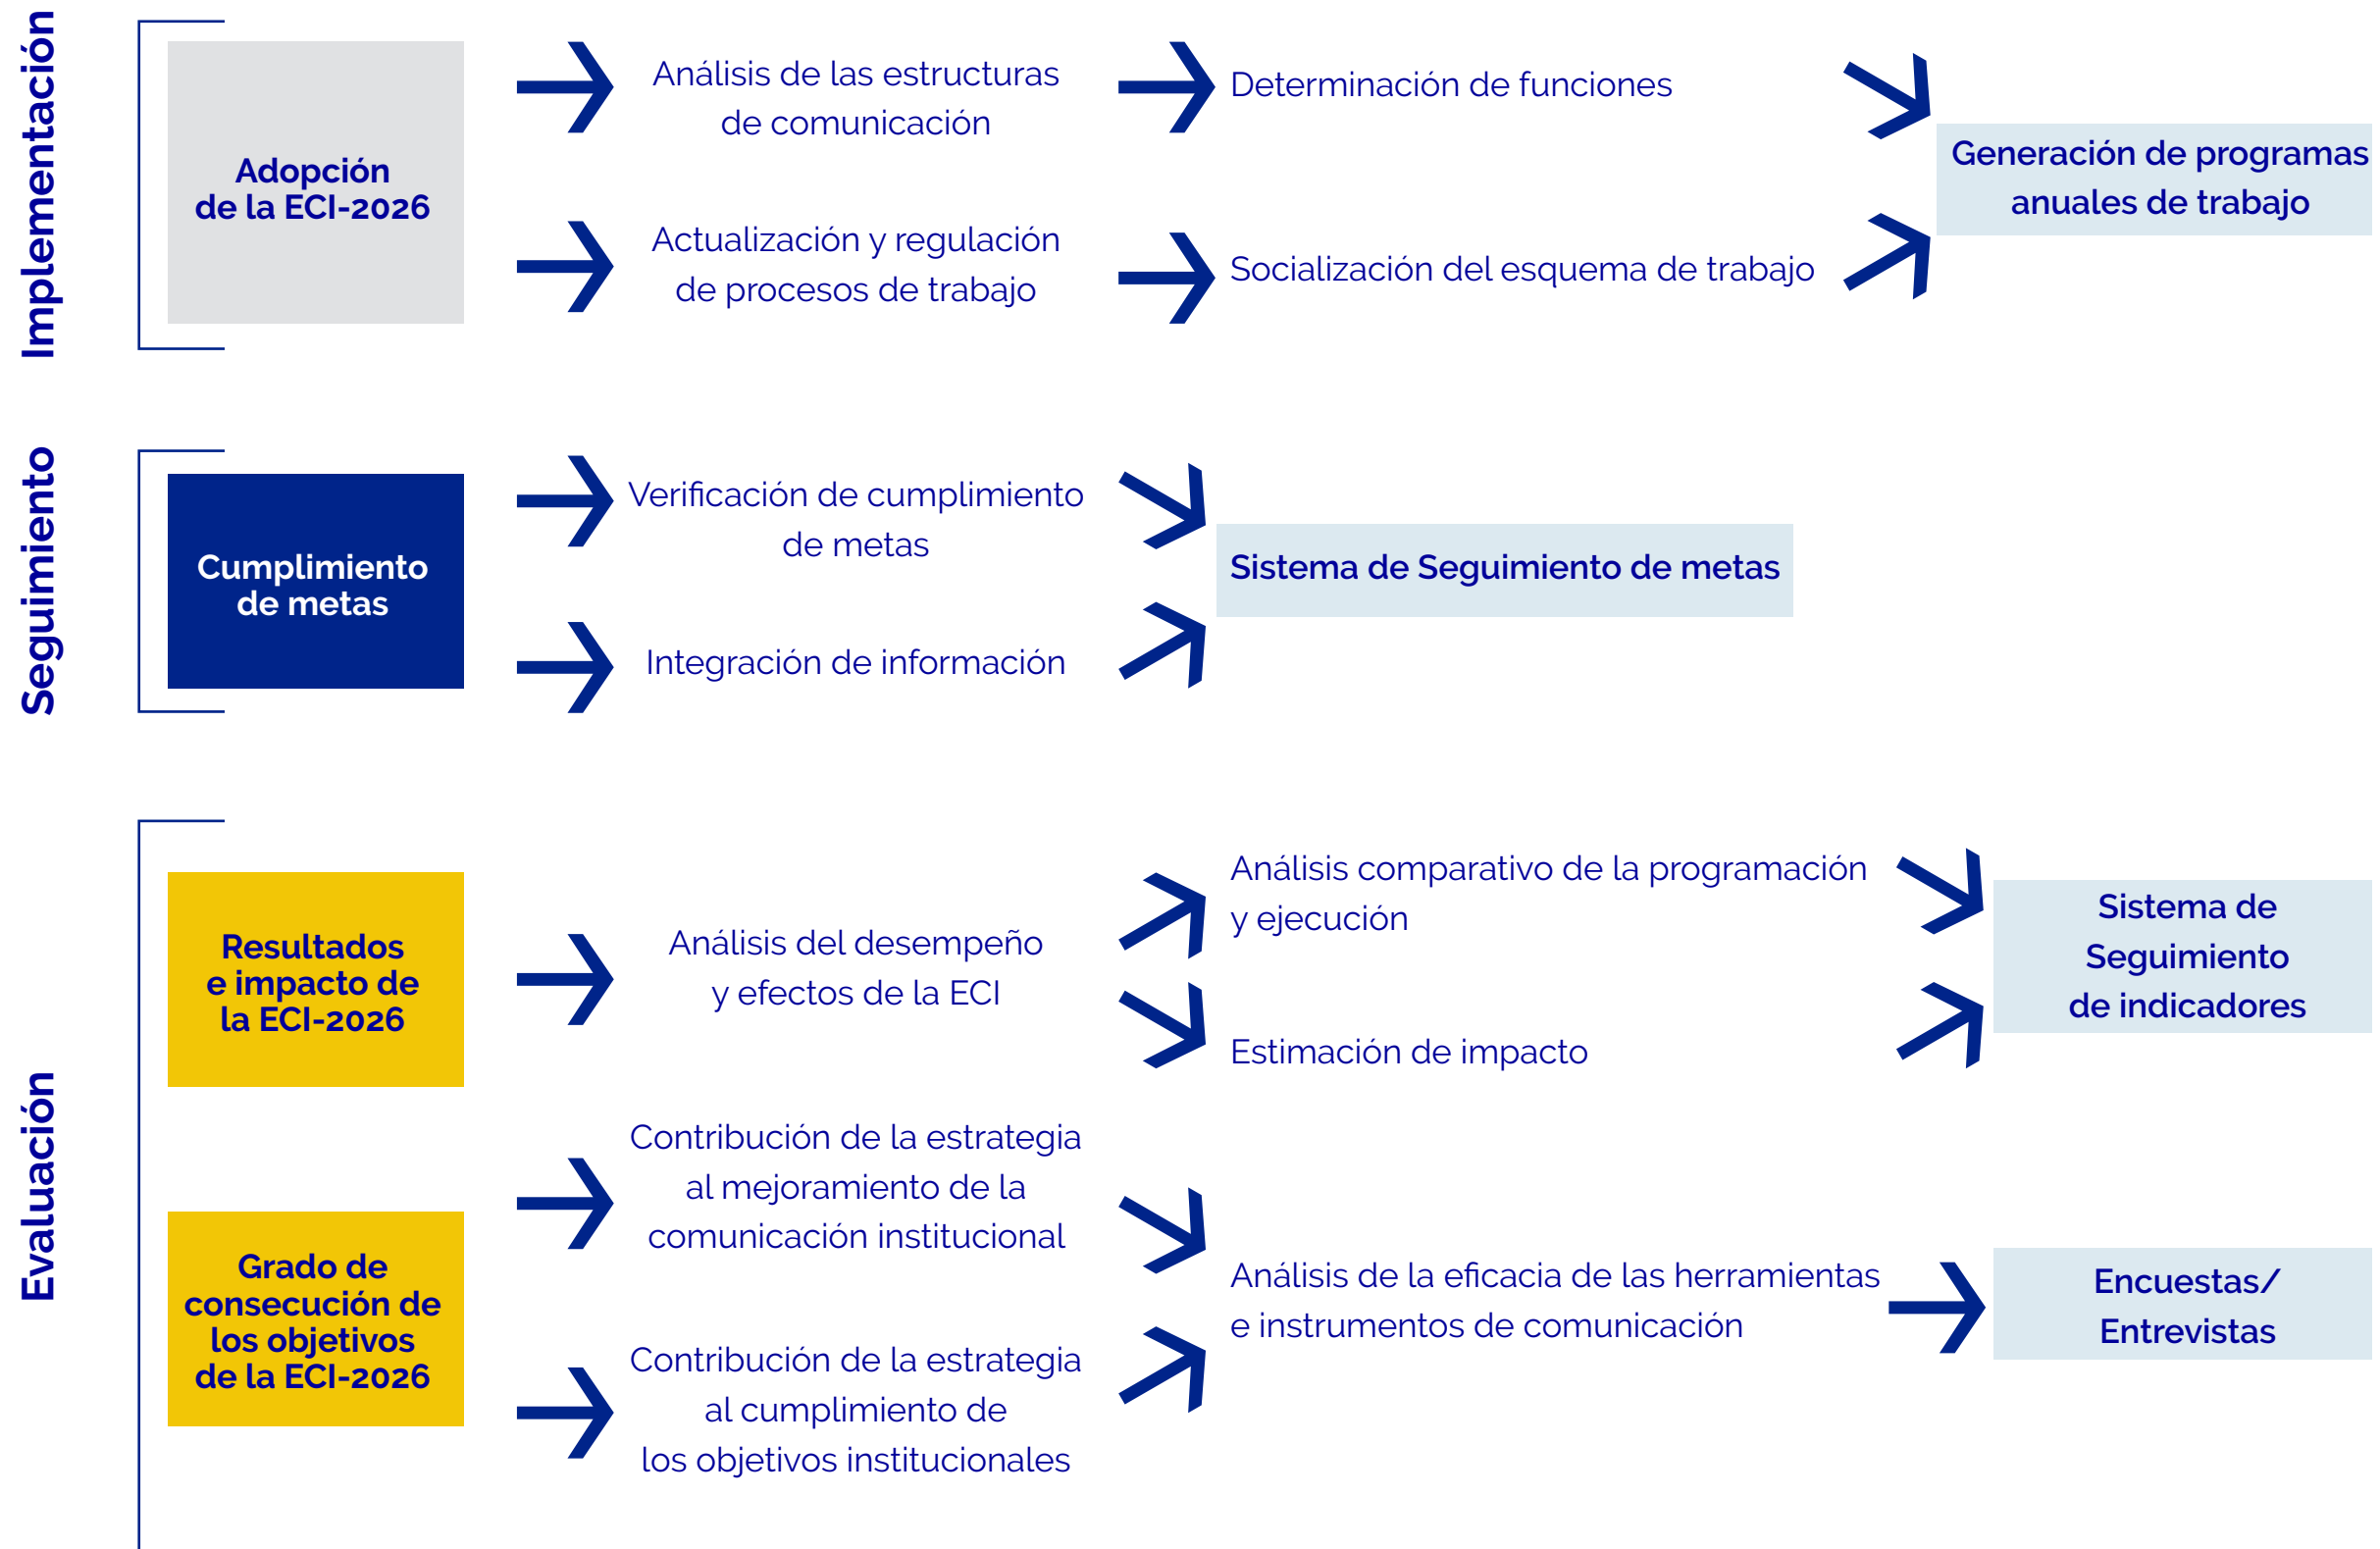 Implementación
Adopción
de la ECI-2026
Análisis de las estructuras
de comunicación
Determinación de funciones
Actualización y regulación
de procesos de trabajo
Socialización del esquema de trabajo
Generación de programas
anuales de trabajo
Seguimiento
Cumplimiento
de metas
Verificación de cumplimiento
de metas
Integración de información
Sistema de Seguimiento de metas
Evaluación
Resultados
e impacto de
la ECI-2026
Análisis del desempeño
y efectos de la ECI
Análisis comparativo de la programación
y ejecución
Estimación de impacto
Sistema de
Seguimiento
de indicadores
Grado de
consecución de
los objetivos
de la ECI-2026
Contribución de la estrategia
al mejoramiento de la
comunicación institucional
Contribución de la estrategia
al cumplimiento de
los objetivos institucionales
Análisis de la eficacia de las herramientas
e instrumentos de comunicación
Encuestas/
Entrevistas